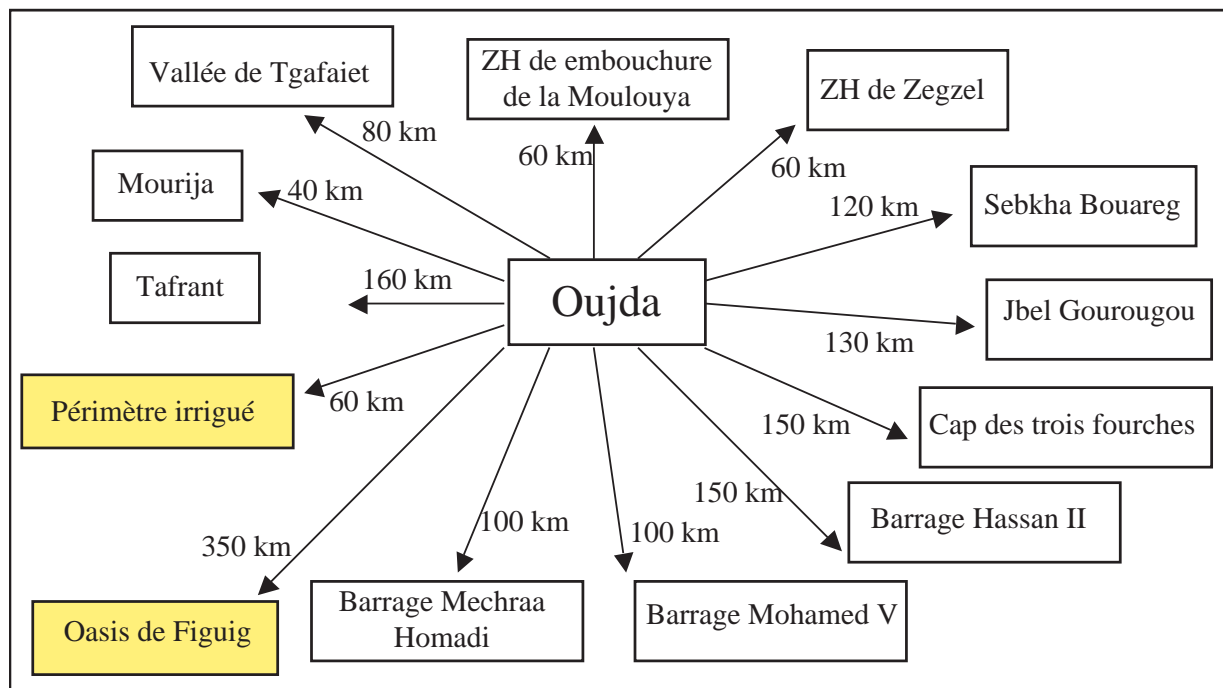 Vallée de Tgafaiet
ZH de embouchure
de la Moulouya
ZH de Zegzel
80 km
60 km
60 km
Mourija
40 km
120 km
Sebkha Bouareg
Tafrant
160 km
Oujda
Jbel Gourougou
130 km
Périmètre irrigué
60 km
150 km
Cap des trois fourches
350 km
100 km
100 km
150 km
Barrage Hassan II
Oasis de Figuig
Barrage Mechraa
Homadi
Barrage Mohamed V